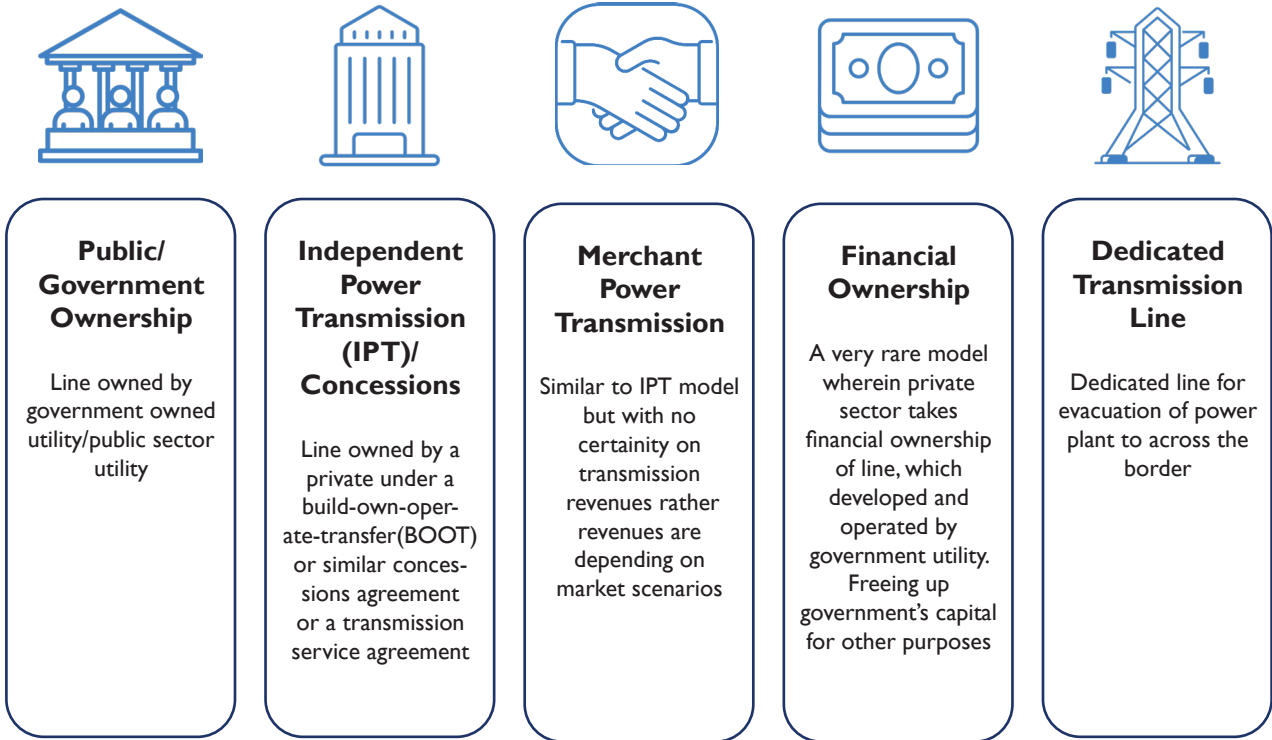 Public/
Government
Ownership
Line owned by
government owned
utility/public sector
utility
Independent
Power
Transmission
(IPT)/
Concessions
Line owned by a
private under a
build-own-oper-
ate-transfer(BOOT)
or similar conces-
sions agreement
or a transmission
service agreement
Merchant
Power
Transmission
Similar to IPT model
but with no
certainity on
transmission
revenues rather
revenues are
depending on
market scenarios
Financial
Ownership
A very rare model
wherein private
sector takes
financial ownership
of line, which
developed and
operated by
government utility.
Freeing up
government’s capital
for other purposes
Dedicated
Transmission
Line
Dedicated line for
evacuation of power
plant to across the
border